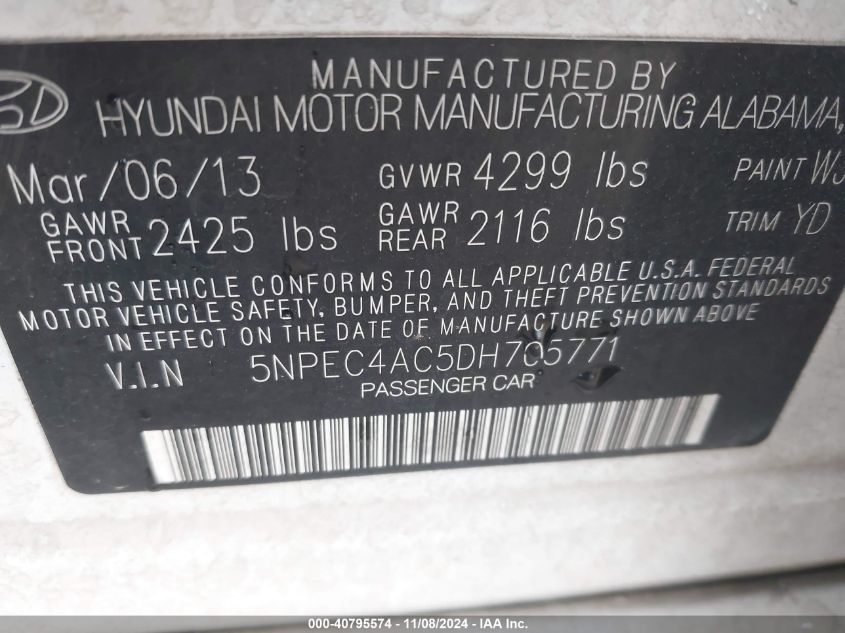 MANUFACTURED BY
HYUNDAI MOTOR MANUFACTURING ALABAMA,
Mar/06/13 GVWR 4299 lbs PAINT WJ
GAWR FRONT 2425 lbs GAWR REAR 2116 lbs TRIM YD
THIS VEHICLE CONFORMS TO ALL APPLICABLE U.S.A. FEDERAL
MOTOR VEHICLE SAFETY, BUMPER, AND THEFT PREVENTION STANDARDS
IN EFFECT ON THE DATE OF MANUFACTURE SHOWN ABOVE
V.I.N 5NPEC4AC5DH705771
PASSENGER CAR
000-40795574 - 11/08/2024 - IAA Inc.